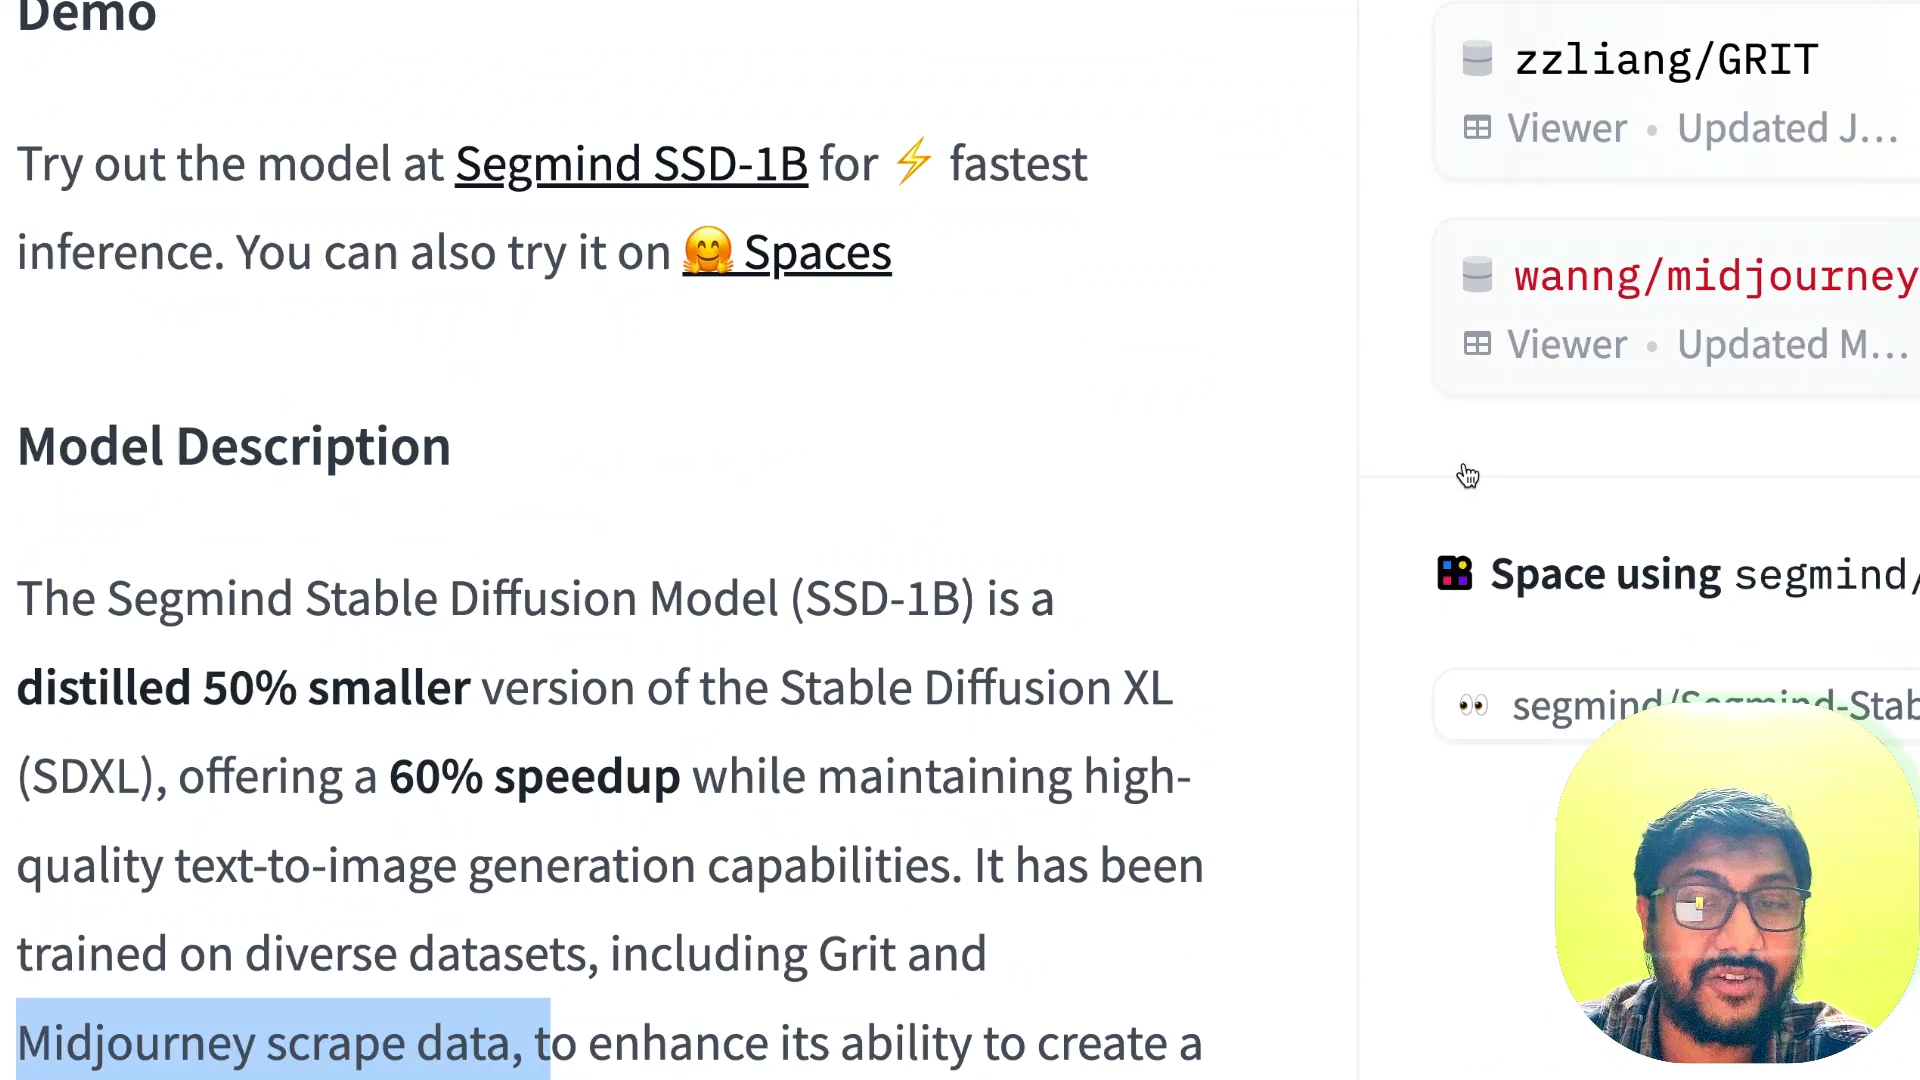 Demo
Try out the model at Segmind SSD-1B for ⚡ fastest
inference. You can also try it on 🤗 Spaces
Model Description
The Segmind Stable Diffusion Model (SSD-1B) is a
distilled 50% smaller version of the Stable Diffusion XL
(SDXL), offering a 60% speedup while maintaining high-
quality text-to-image generation capabilities. It has been
trained on diverse datasets, including Grit and
Midjourney scrape data, to enhance its ability to create a
zzliang/GRIT
Viewer • Updated J...
wanng/midjourney
Viewer • Updated M...
Space using segmind/
👀 segmind/Segmind-Stab